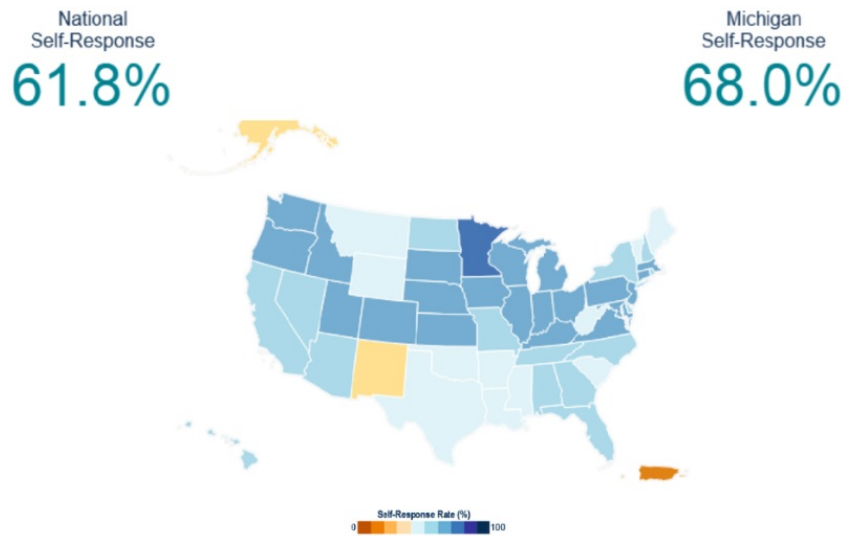 National
Self-Response
61.8%
Michigan
Self-Response
68.0%
Self-Response Rate (%)
0
100